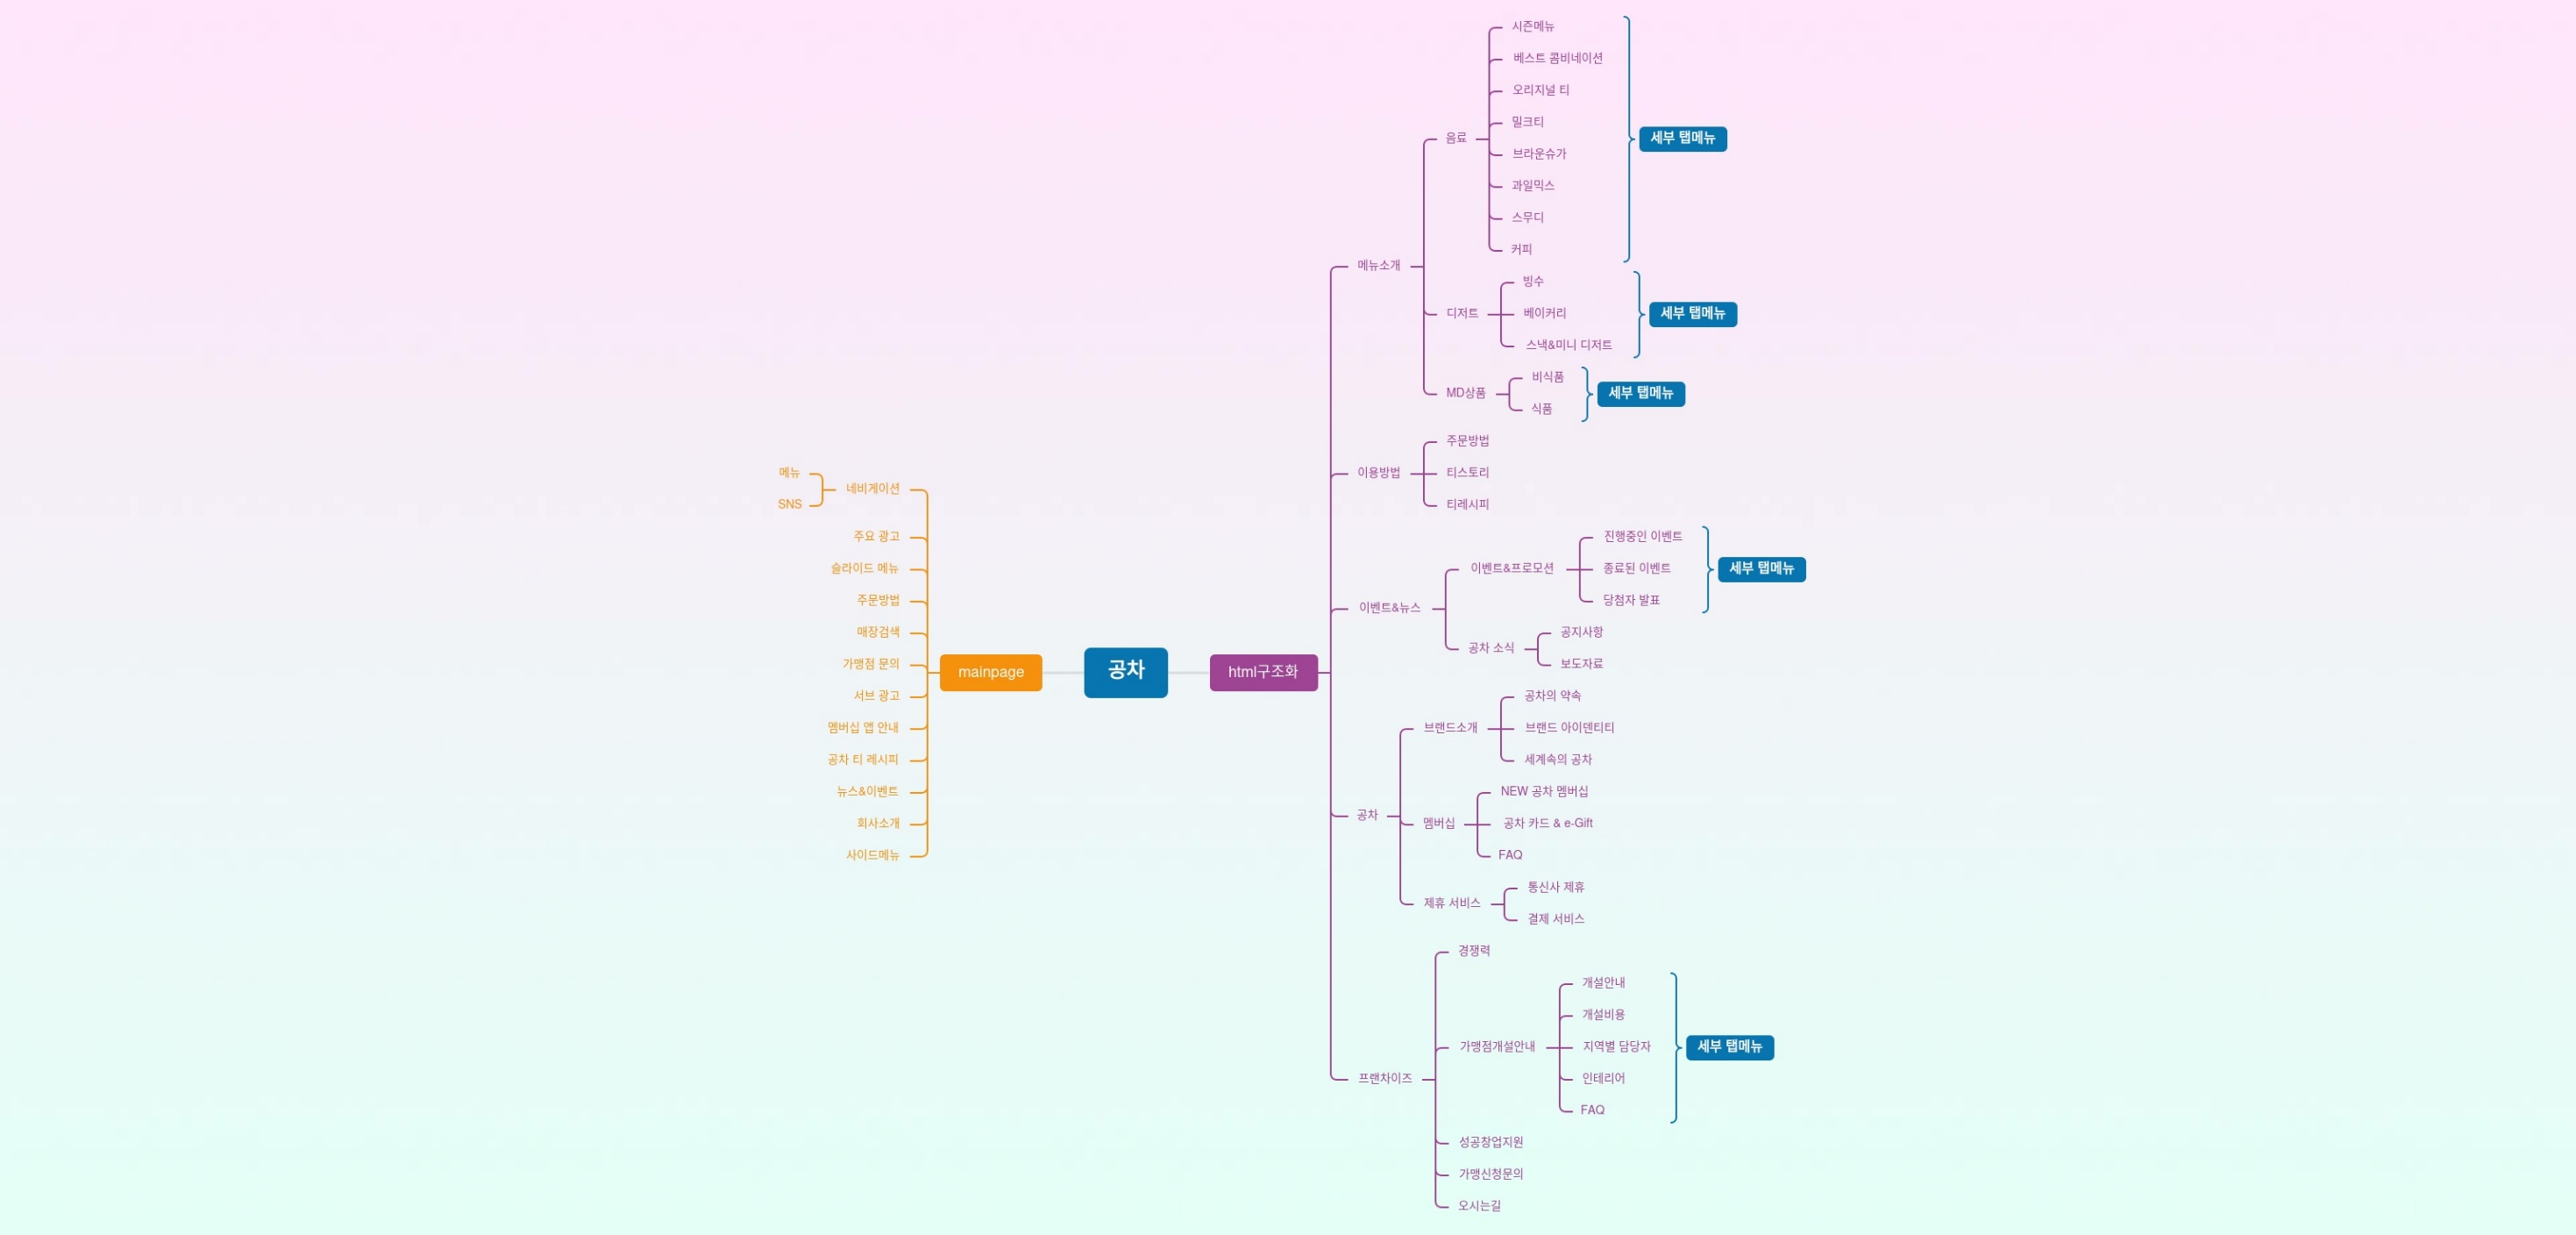 공차
mainpage
네비게이션
메뉴
SNS
주요 광고
슬라이드 메뉴
주문방법
매장검색
가맹점 문의
서브 광고
멤버십 앱 안내
공차 티 레시피
뉴스&이벤트
회사소개
사이드메뉴
html구조화
메뉴소개
음료
시즌메뉴
베스트 콤비네이션
오리지널 티
밀크티
브라운슈가
과일믹스
스무디
커피
세부 탭메뉴
디저트
빙수
베이커리
스낵&미니 디저트
세부 탭메뉴
MD상품
비식품
식품
세부 탭메뉴
이용방법
주문방법
티스토리
티레시피
이벤트&뉴스
이벤트&프로모션
진행중인 이벤트
종료된 이벤트
당첨자 발표
세부 탭메뉴
공차 소식
공지사항
보도자료
공차
브랜드소개
공차의 약속
브랜드 아이덴티티
세계속의 공차
멤버십
NEW 공차 멤버십
공차 카드 & e-Gift
FAQ
제휴 서비스
통신사 제휴
결제 서비스
프랜차이즈
경쟁력
가맹점개설안내
개설안내
개설비용
지역별 담당자
인테리어
FAQ
세부 탭메뉴
성공창업지원
가맹신청문의
오시는길